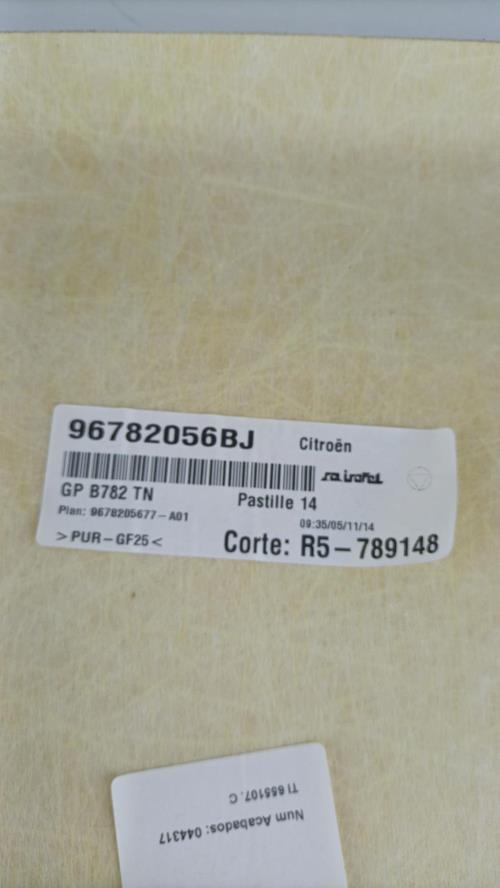 96782056BJ Citroën
GP B782 TN
Pastille 14
Plan: 9678205677-A01
09:35/05/11/14
>PUR-GF25<
Corte: R5-789148
Num Acabados: 044317
TI 655107. C